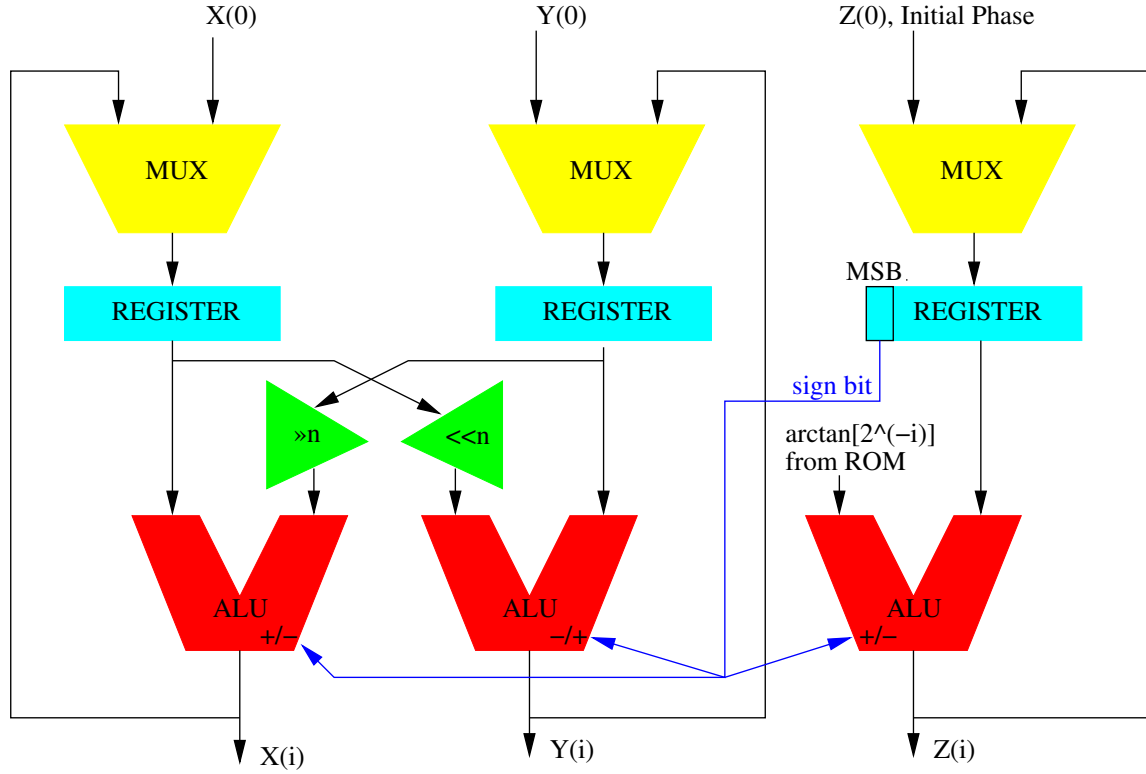 X(0)
Y(0)
Z(0), Initial Phase
MUX
MUX
MUX
MSB
REGISTER
REGISTER
REGISTER
sign bit
»n
<<n
arctan[2^(−i)]
from ROM
ALU
+/−
ALU
−/+
ALU
+/−
X(i)
Y(i)
Z(i)